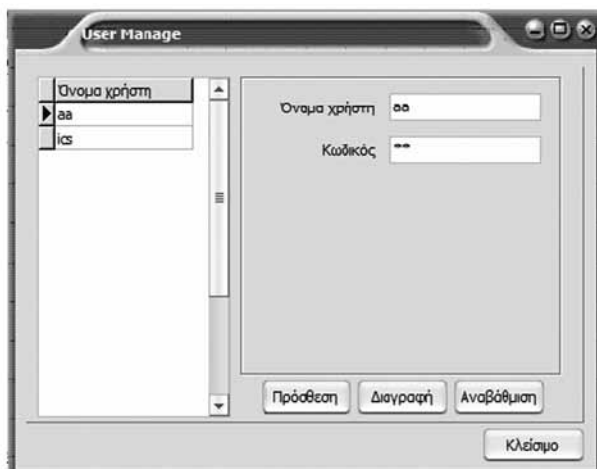 User Manage
Όνομα χρήστη
aa
ics
Όνομα χρήστη aa
Κωδικός **
Πρόσθεση Διαγραφή Αναβάθμιση
Κλείσιμο